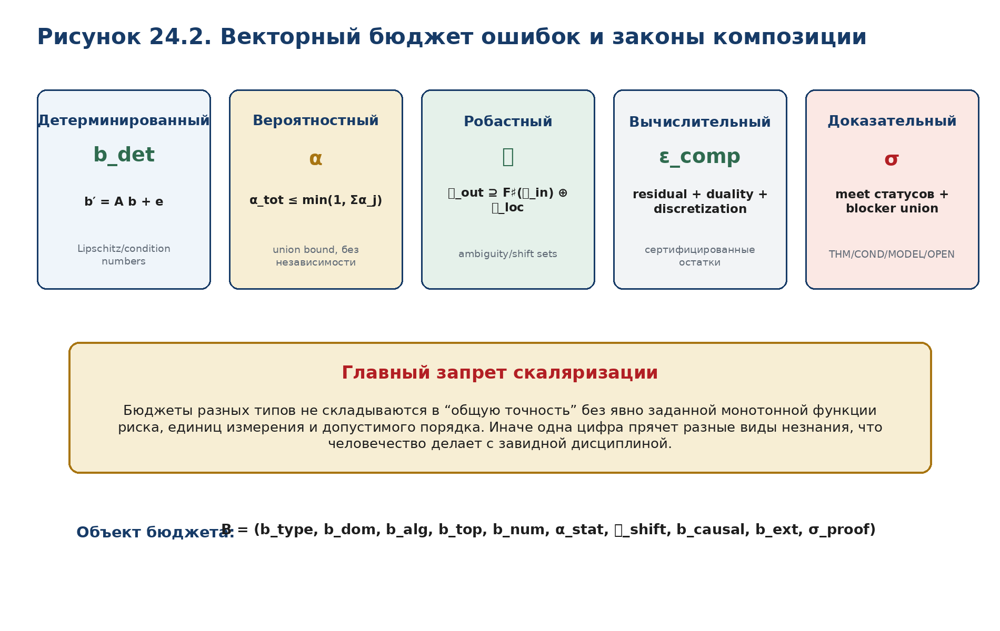 Рисунок 24.2. Векторный бюджет ошибок и законы композиции
Детерминированный
b_det
b′ = A b + e
Lipschitz/condition
numbers
Вероятностный
α
α_tot ≤ min(1, Σα_j)
union bound, без
независимости
Робастный
▯
▯_out ⊇ F♯(▯_in) ⊕
▯_loc
ambiguity/shift sets
Вычислительный
ε_comp
residual + duality +
discretization
сертифицированные
остатки
Доказательный
σ
meet статусов +
blocker union
THM/COND/MODEL/OPEN
Главный запрет скаляризации
Бюджеты разных типов не складываются в “общую точность” без явно заданной монотонной функции
риска, единиц измерения и допустимого порядка. Иначе одна цифра прячет разные виды незнания, что
человечество делает с завидной дисциплиной.
Объект бюджета: B = (b_type, b_dom, b_alg, b_top, b_num, α_stat, ▯_shift, b_causal, b_ext, σ_proof)